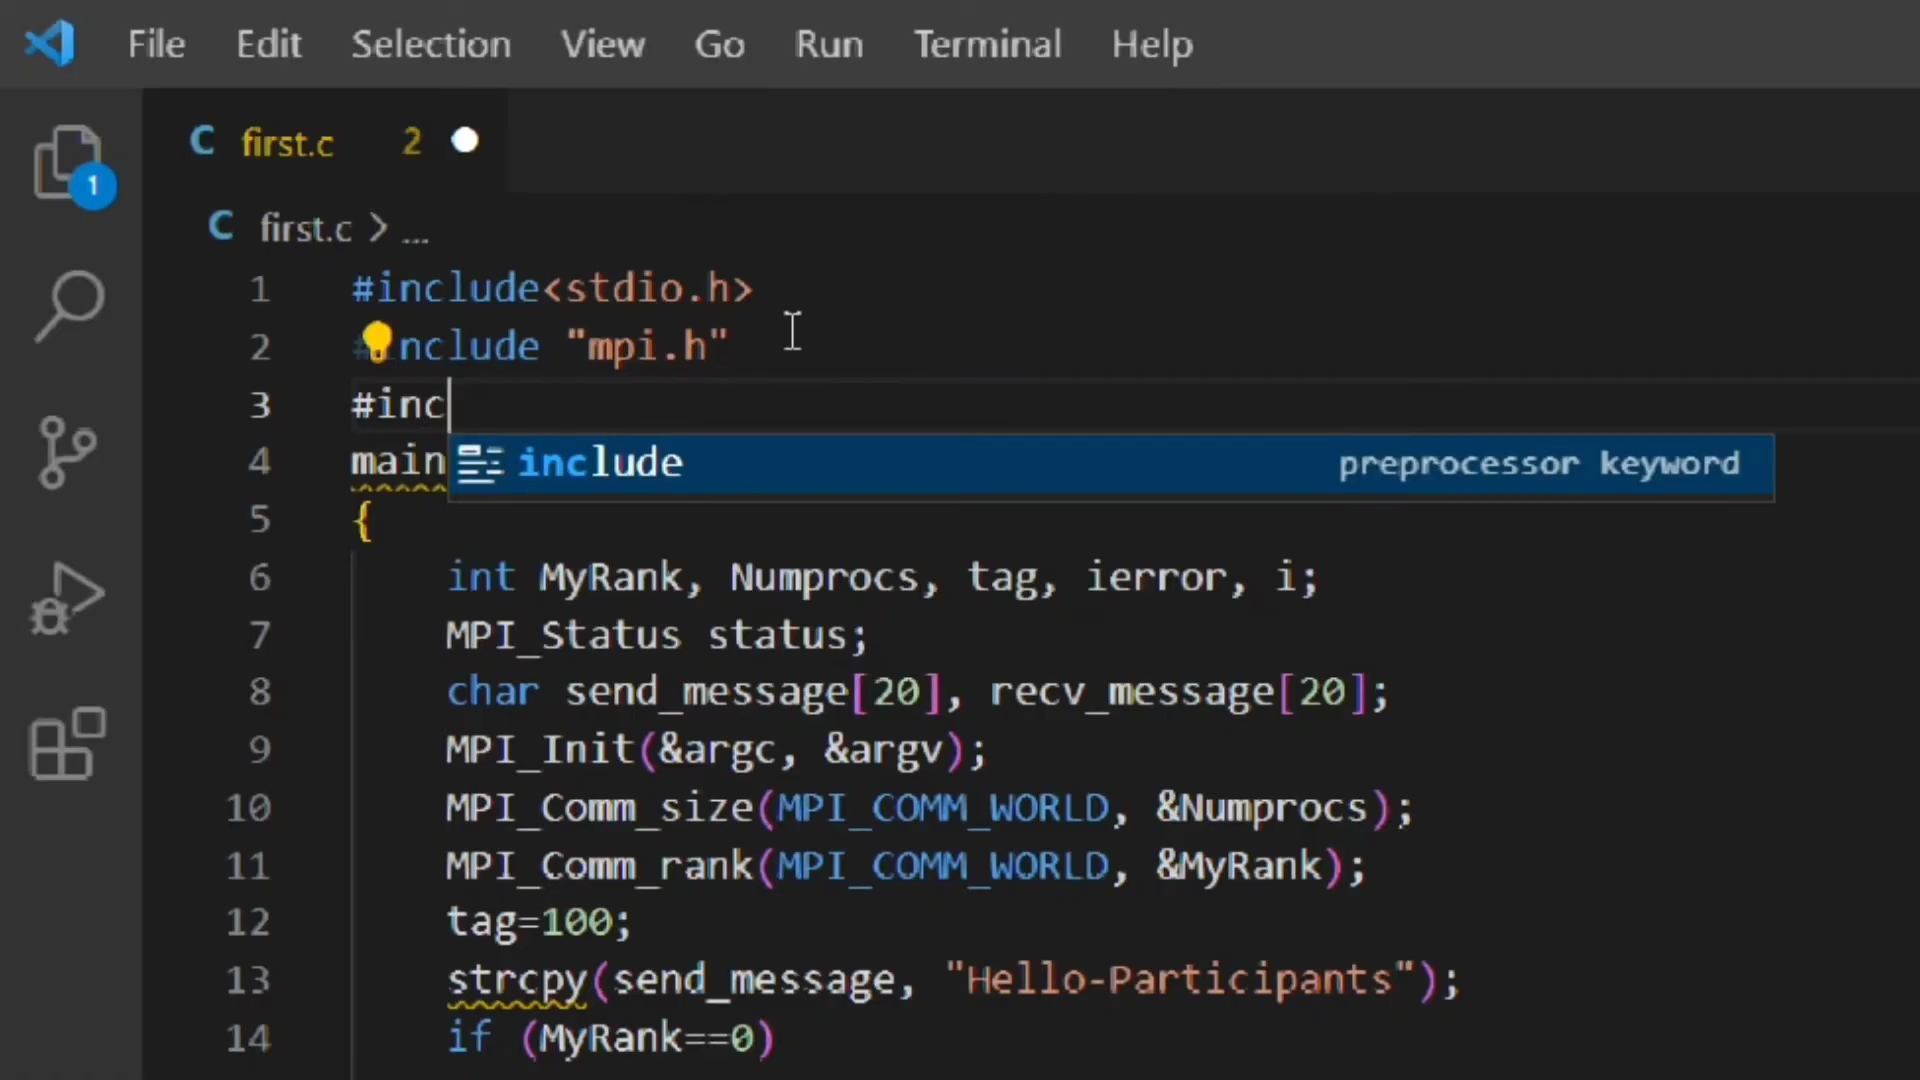 File Edit Selection View Go Run Terminal Help
C first.c 2
1
C first.c > ...
1 #include<stdio.h>
2 #include "mpi.h"
3 #inc
include preprocessor keyword
4 main
5 {
6 int MyRank, Numprocs, tag, ierror, i;
7 MPI_Status status;
8 char send_message[20], recv_message[20];
9 MPI_Init(&argc, &argv);
10 MPI_Comm_size(MPI_COMM_WORLD, &Numprocs);
11 MPI_Comm_rank(MPI_COMM_WORLD, &MyRank);
12 tag=100;
13 strcpy(send_message, "Hello-Participants");
14 if (MyRank==0)